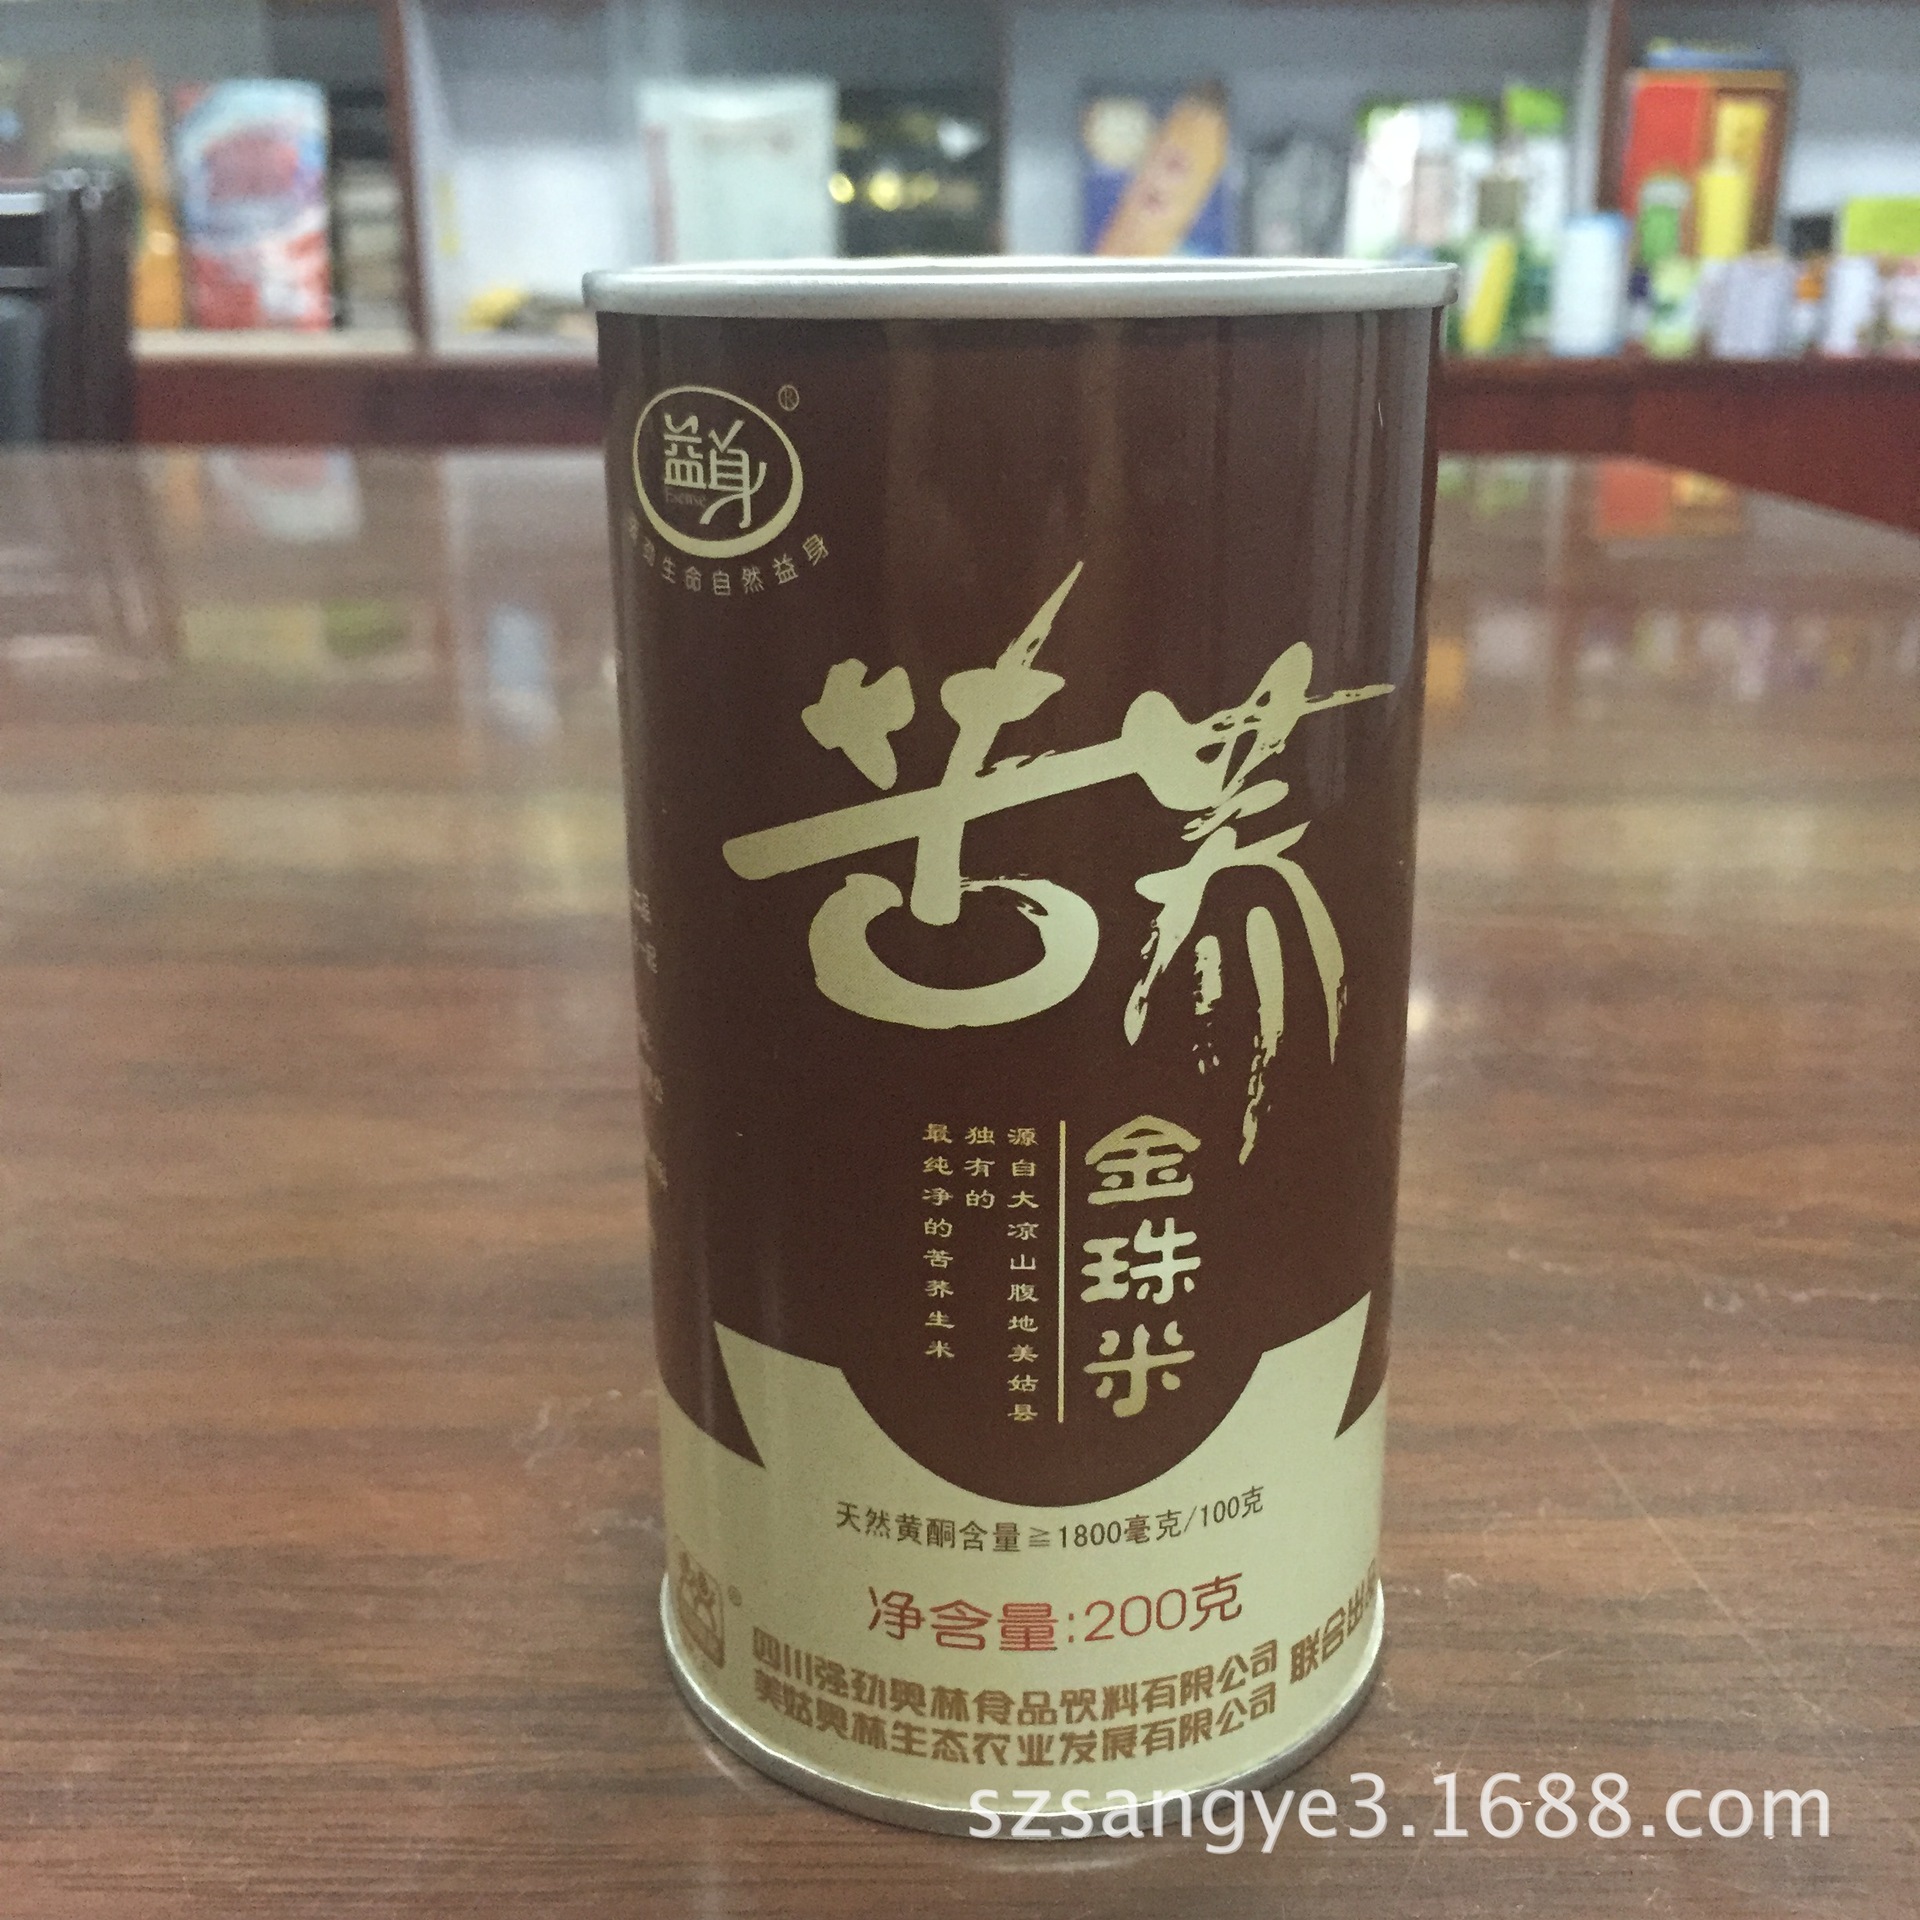 ®
益身
Esense
劲生命自然益身
苦荞
金珠米
源自大凉山腹地美姑县
独有的
最纯净的苦荞生米
天然黄酮含量≧1800毫克/100克
净含量:200克
®
四川强劲奥林食品饮料有限公司
美姑奥林生态农业发展有限公司
联合出
szsangye3.1688.com